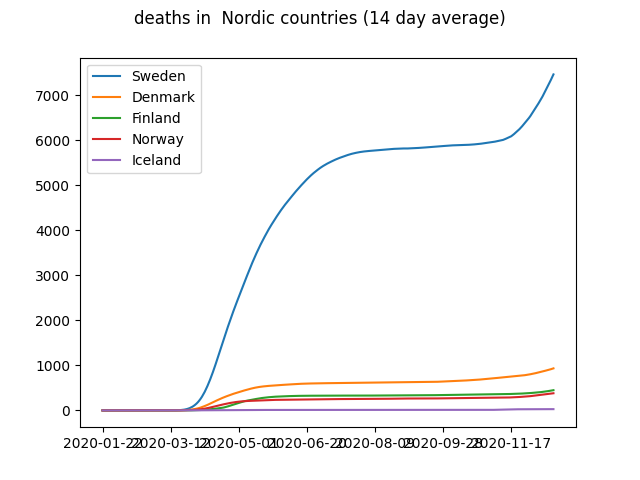 deaths in  Nordic countries (14 day average)
Sweden
Denmark
Finland
Norway
Iceland
7000
6000
5000
4000
3000
2000
1000
0
2020-01-22 2020-03-12 2020-05-01 2020-06-20 2020-08-09 2020-09-28 2020-11-17